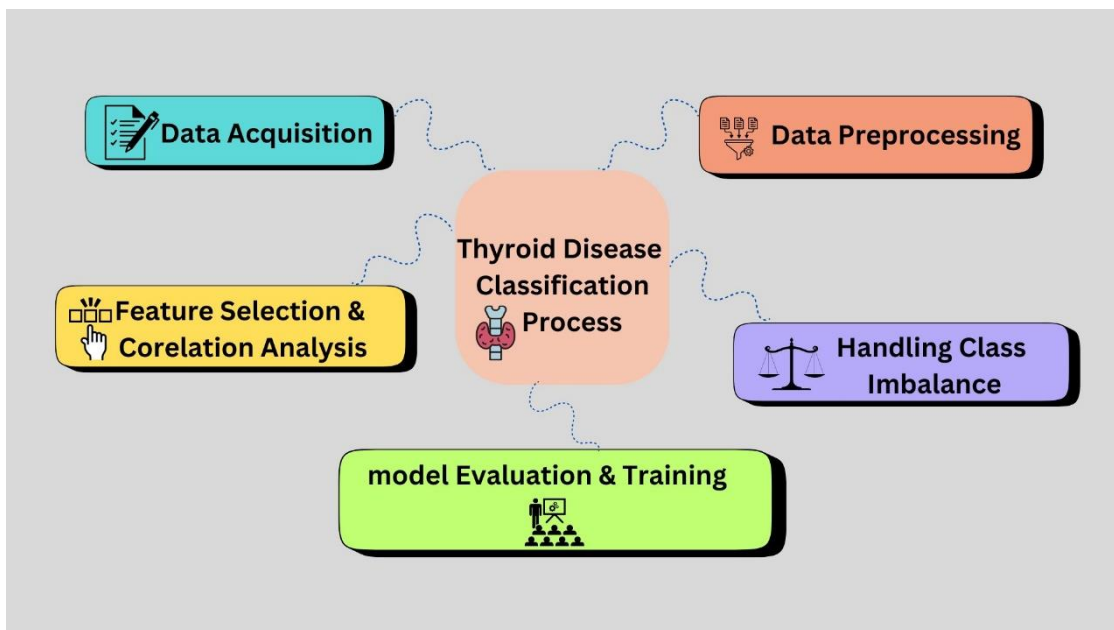 Data Acquisition
Data Preprocessing
Thyroid Disease
Classification
Process
Feature Selection &
Corelation Analysis
Handling Class
Imbalance
model Evaluation & Training